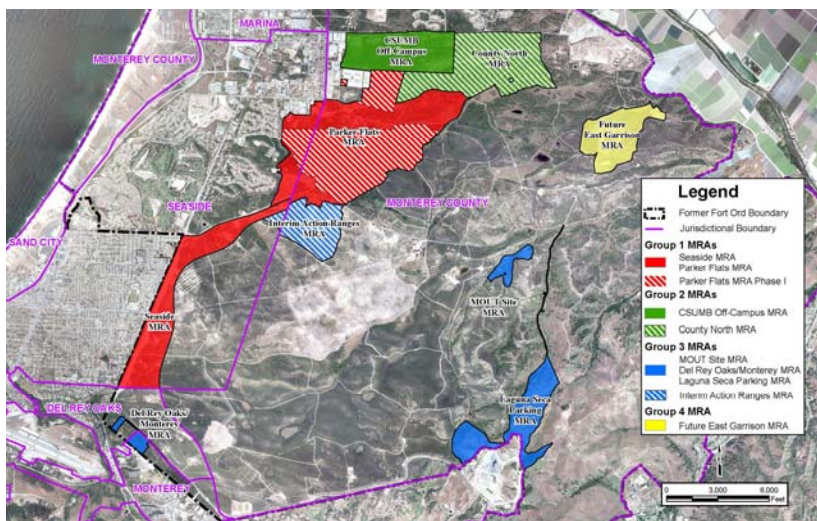 MARINA
MONTEREY COUNTY
CSUMB
Off-Campus
MRA
County North
MRA
Parker Flats
MRA
Future
East Garrison
MRA
SEASIDE
MONTEREY COUNTY
SAND CITY
Interim Action Ranges
MRA
MOUT Site
MRA
Seaside
MRA
DEL REY OAKS
Del Rey Oaks/
Monterey
MRA
Laguna Seca
Parking
MRA
MONTEREY
Legend
Former Fort Ord Boundary
Jurisdictional Boundary
Group 1 MRAs
Seaside MRA
Parker Flats MRA
Parker Flats MRA Phase I
Group 2 MRAs
CSUMB Off-Campus MRA
County North MRA
Group 3 MRAs
MOUT Site MRA
Del Rey Oaks/Monterey MRA
Laguna Seca Parking MRA
Interim Action Ranges MRA
Group 4 MRA
Future East Garrison MRA
0 3,000 6,000
Feet